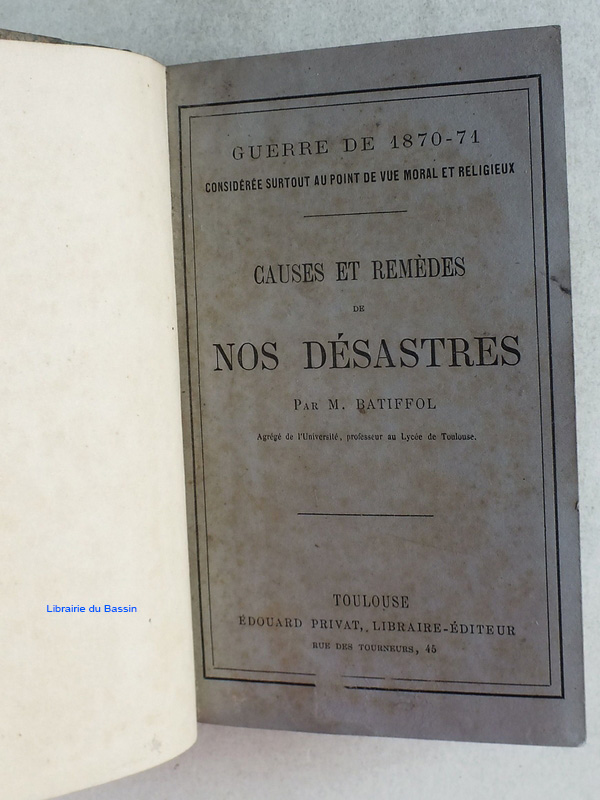 GUERRE DE 1870-71
CONSIDÉRÉE SURTOUT AU POINT DE VUE MORAL ET RELIGIEUX
CAUSES ET REMÈDES
DE
NOS DÉSASTRES
PAR M. BATIFFOL
Agrégé de l'Université, professeur au Lycée de Toulouse.
TOULOUSE
ÉDOUARD PRIVAT, LIBRAIRE-ÉDITEUR
RUE DES TOURNEURS, 45
Librairie du Bassin